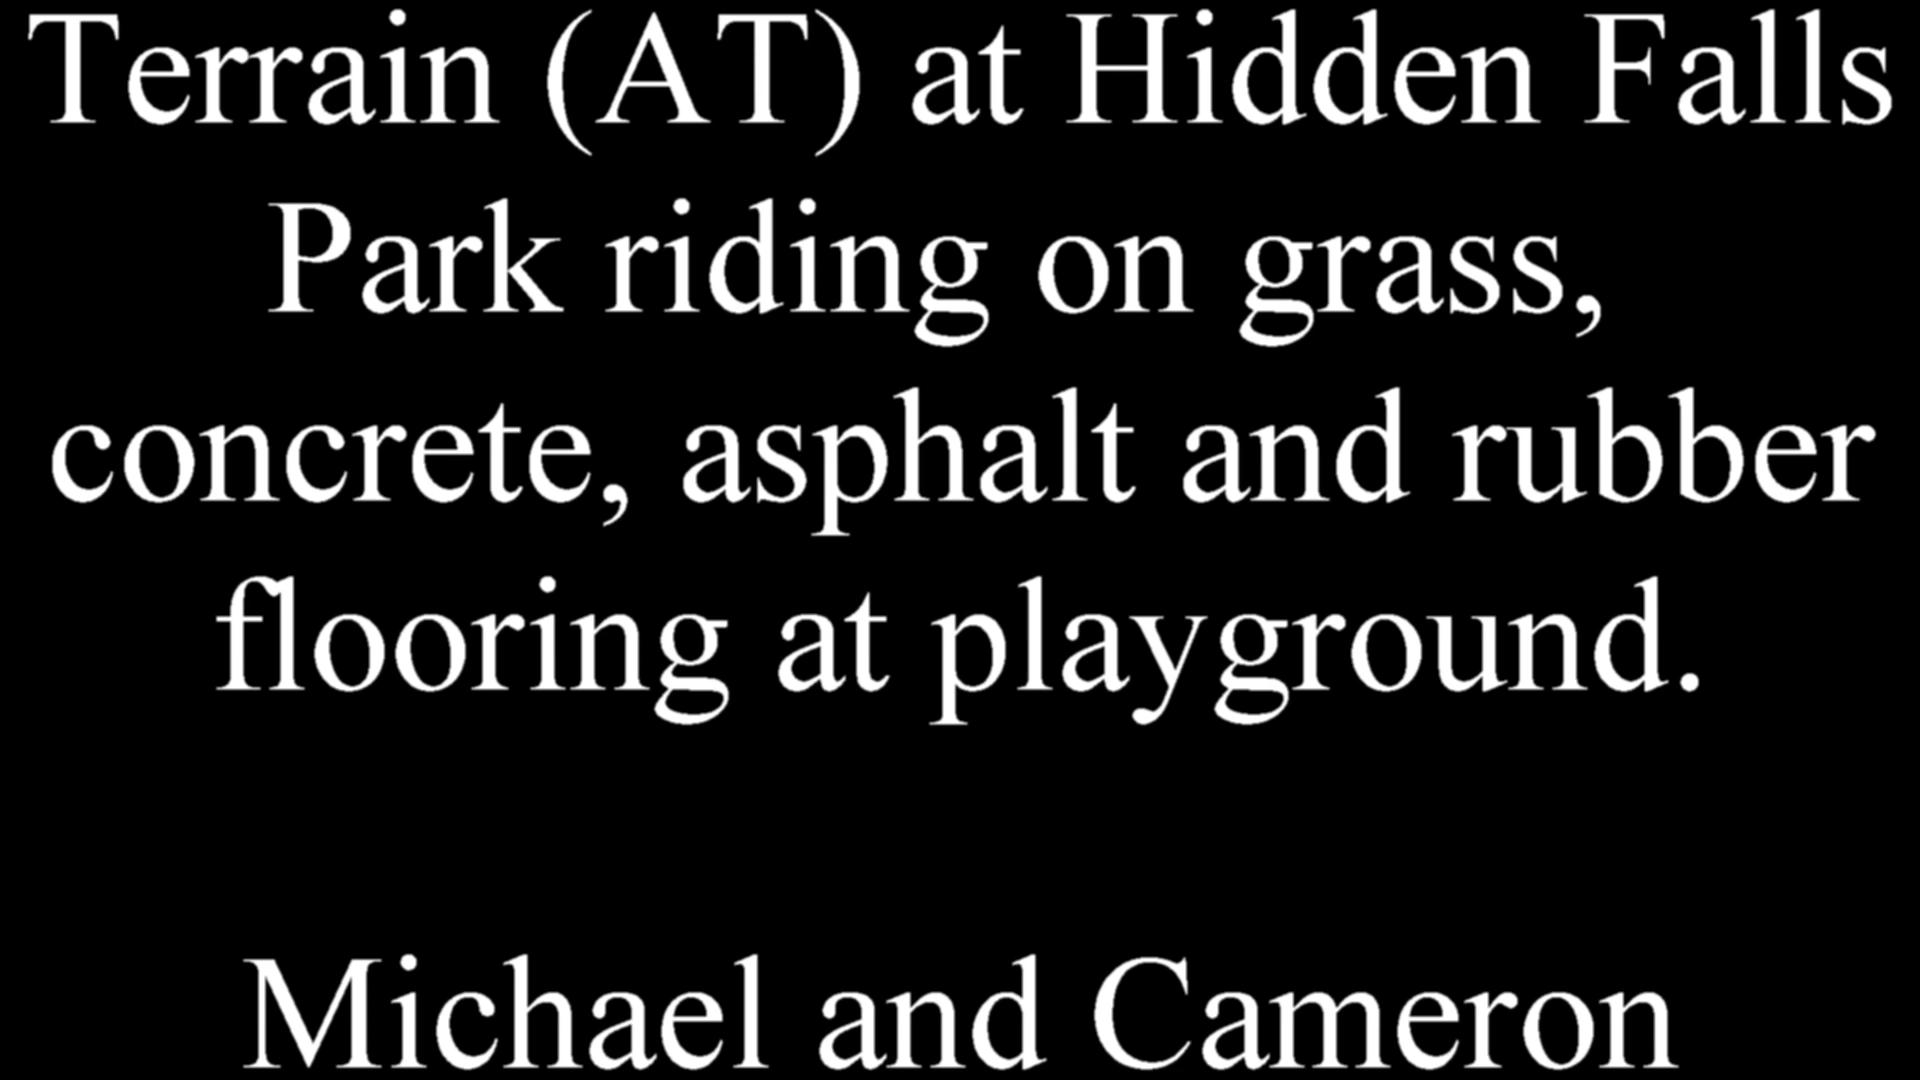 Terrain (AT) at Hidden Falls
Park riding on grass,
concrete, asphalt and rubber
flooring at playground.
Michael and Cameron